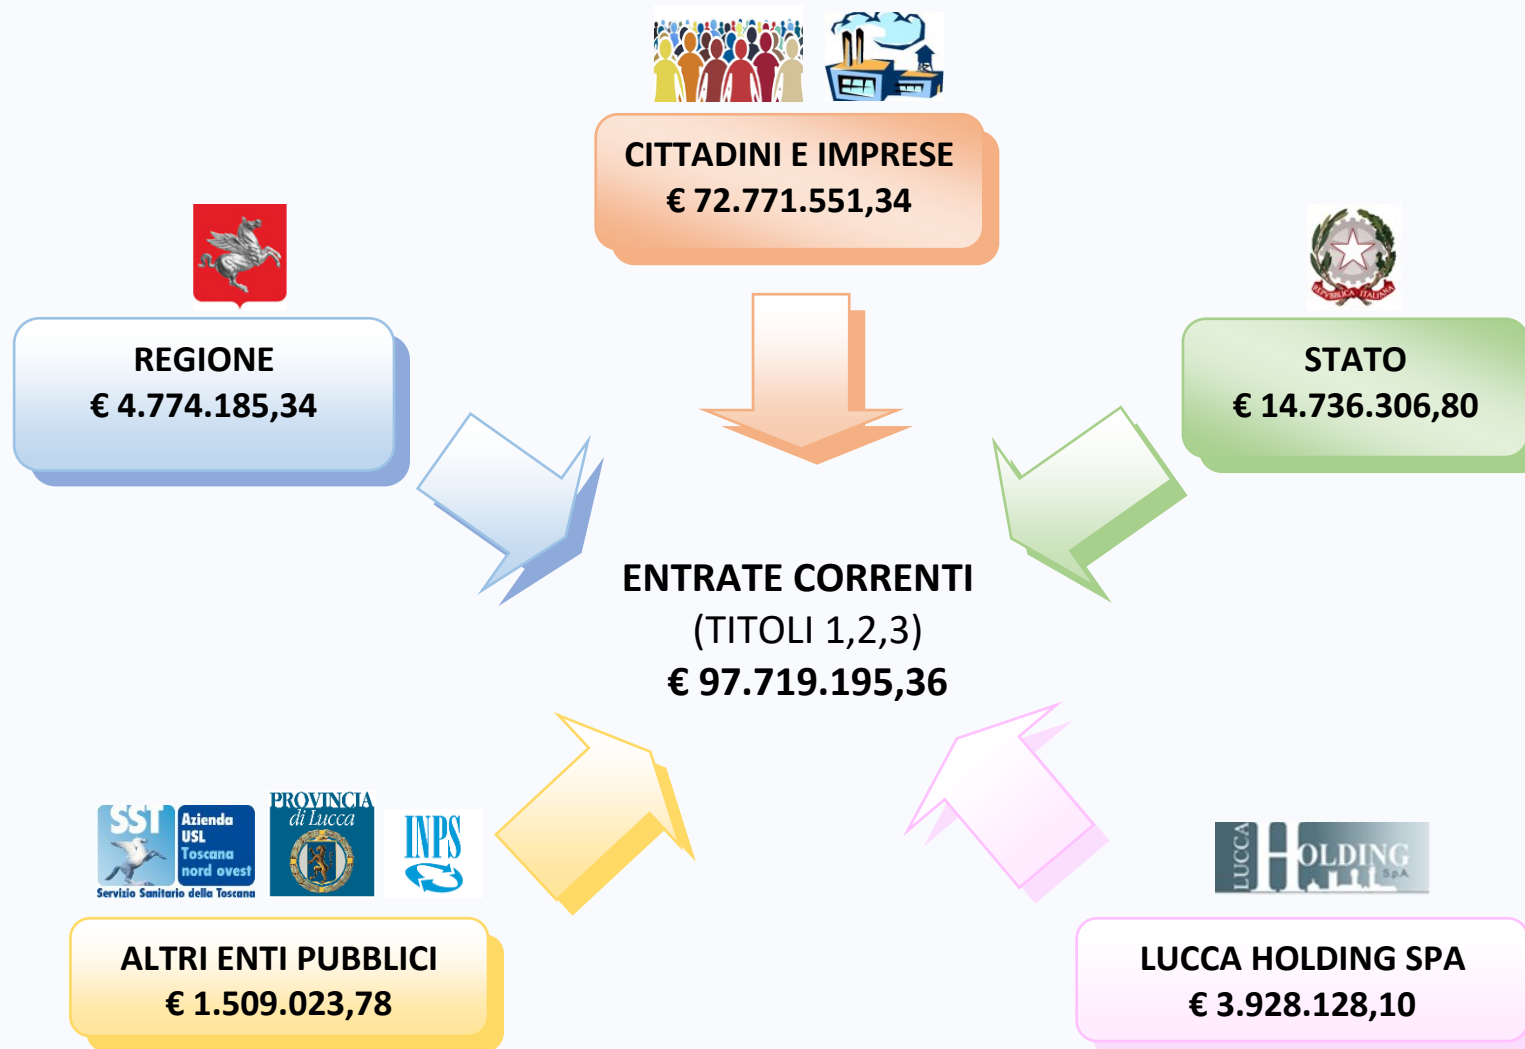 CITTADINI E IMPRESE
€ 72.771.551,34
REGIONE
€ 4.774.185,34
REPVBBLICA ITALIANA
STATO
€ 14.736.306,80
ENTRATE CORRENTI
(TITOLI 1,2,3)
€ 97.719.195,36
SST
Azienda
USL
Toscana
nord ovest
Servizio Sanitario della Toscana
PROVINCIA
di Lucca
INPS
ALTRI ENTI PUBBLICI
€ 1.509.023,78
LUCCA
HOLDING
S.p.A.
LUCCA HOLDING SPA
€ 3.928.128,10